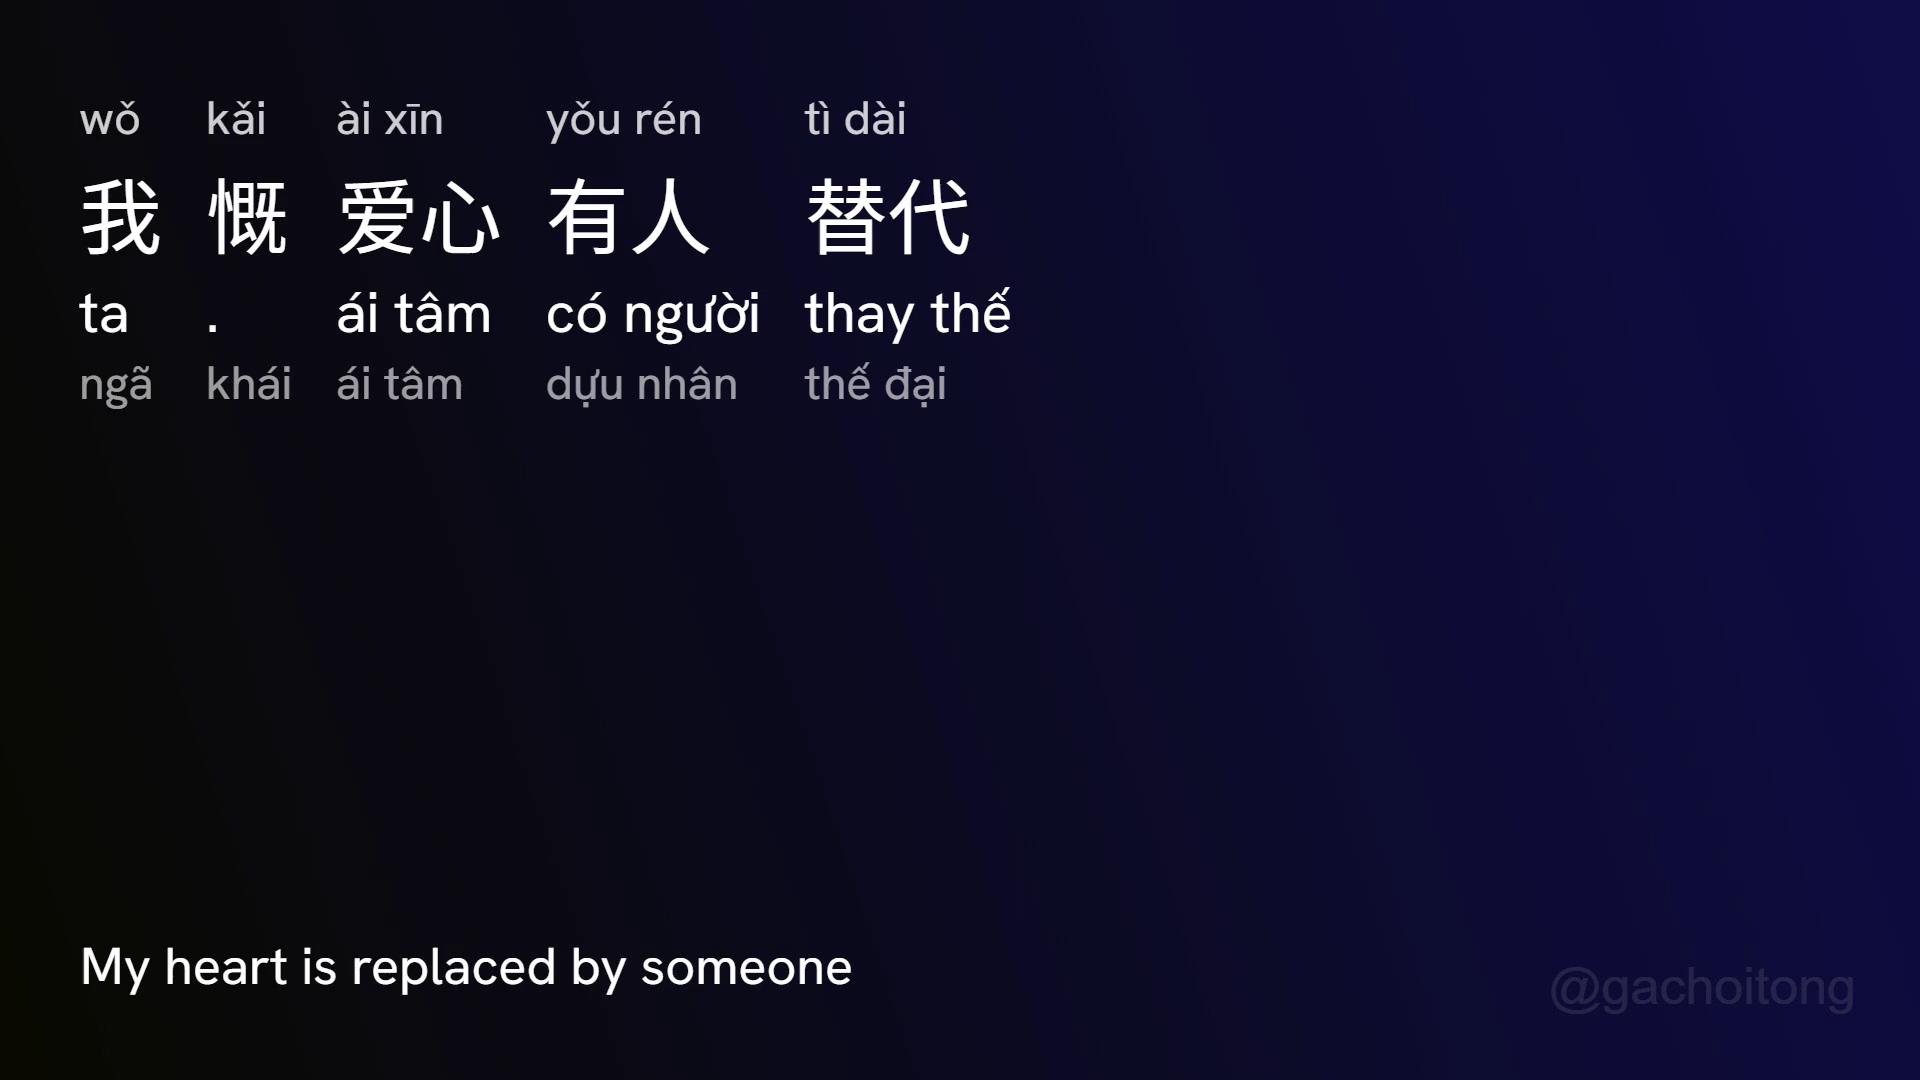 wǒ kǎi ài xīn yǒu rén tì dài
我 慨 爱心 有人 替代
ta . ái tâm có người thay thế
ngã khái ái tâm dựu nhân thế đại
My heart is replaced by someone
@gachoitong